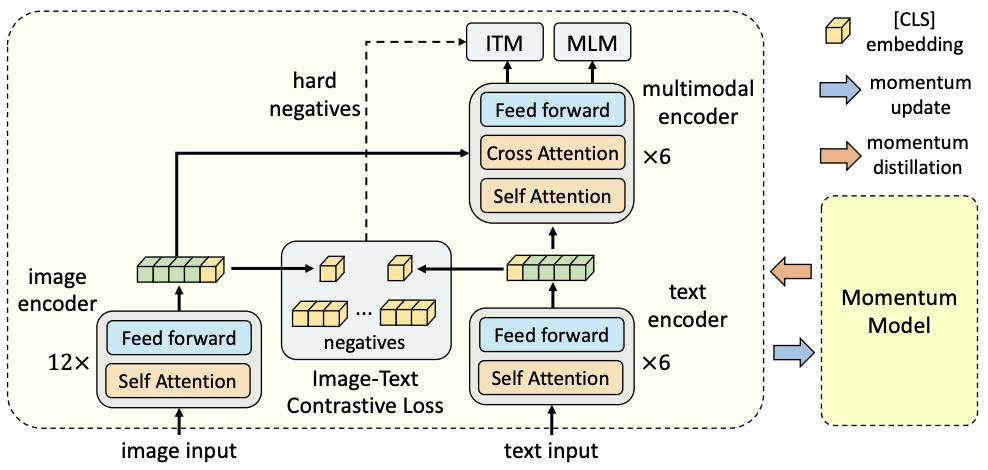 ITM
MLM
[CLS]
embedding
momentum
update
momentum
distillation
hard
negatives
multimodal
encoder
Feed forward
Cross Attention
×6
Self Attention
image
encoder
text
encoder
Feed forward
12×
Self Attention
...
negatives
Image-Text
Contrastive Loss
Feed forward
×6
Self Attention
Momentum
Model
image input
text input